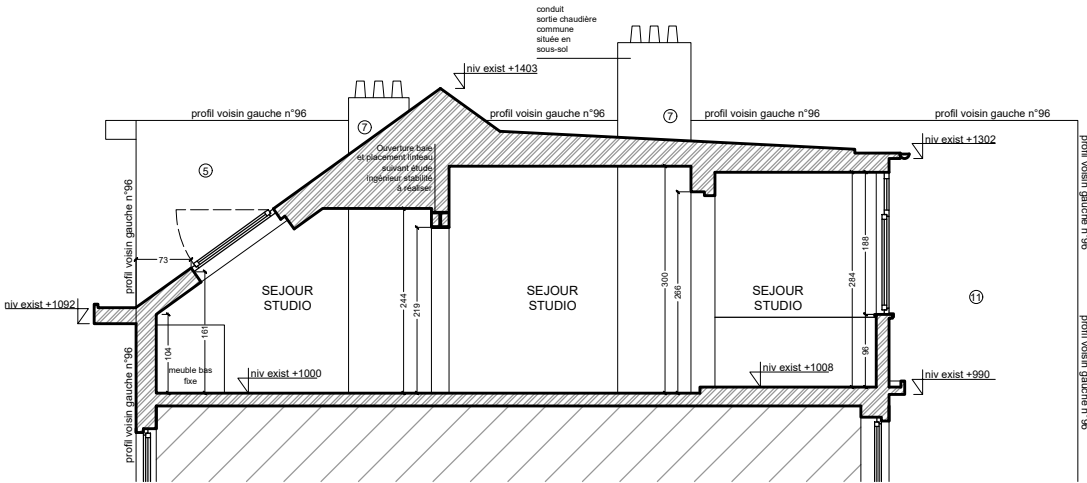 conduit
sortie chaudière
commune
située en
sous-sol
niv exist +1403
profil voisin gauche n°96
profil voisin gauche n°96
profil voisin gauche n°96
profil voisin gauche n°96
7
7
niv exist +1302
Ouverture baie
et placement linteau
suivant étude
ingénieur stabilité
à réaliser
5
profil voisin gauche n°96
profil voisin gauche n°96
73
188
SEJOUR
STUDIO
SEJOUR
STUDIO
SEJOUR
STUDIO
244
219
300
266
284
11
niv exist +1092
161
104
96
meuble bas
fixe
niv exist +1000
niv exist +1008
niv exist +990
profil voisin gauche n°96
profil voisin gauche n°96